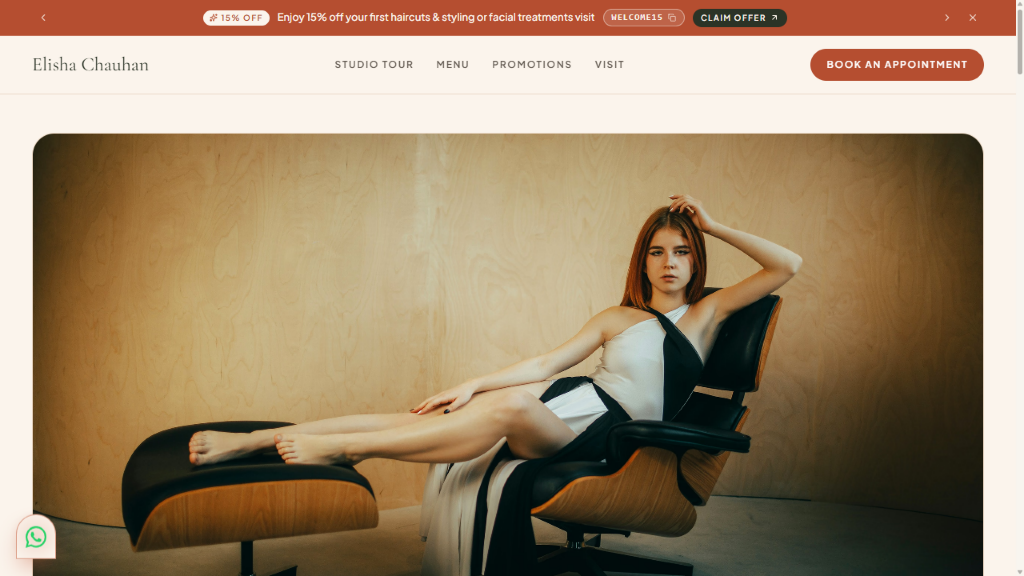 15% OFF Enjoy 15% off your first haircuts & styling or facial treatments visit WELCOME15 CLAIM OFFER
Elisha Chauhan STUDIO TOUR MENU PROMOTIONS VISIT BOOK AN APPOINTMENT